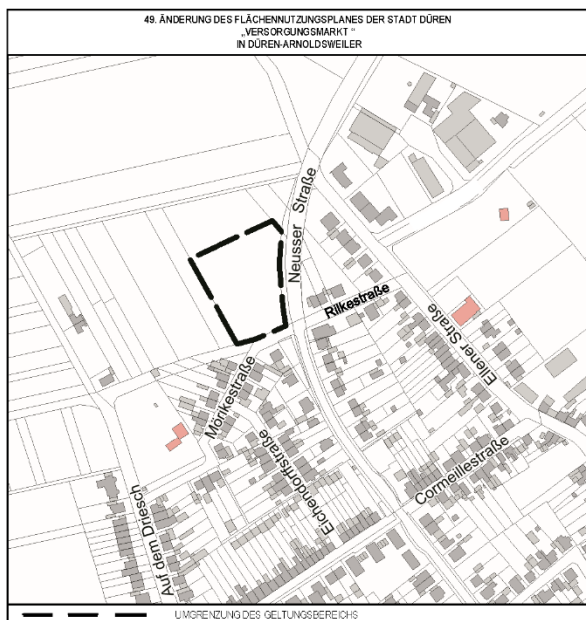 49. ÄNDERUNG DES FLÄCHENNUTZUNGSPLANES DER STADT DÜREN
„VERSORGUNGSMARKT “
IN DÜREN-ARNOLDSWEILER
Neusser Straße
Rilkestraße
Ellener Straße
Mörikestraße
Eichendorffstraße
Cormeillestraße
Auf dem Driesch
UMGRENZUNG DES GELTUNGSBEREICHS